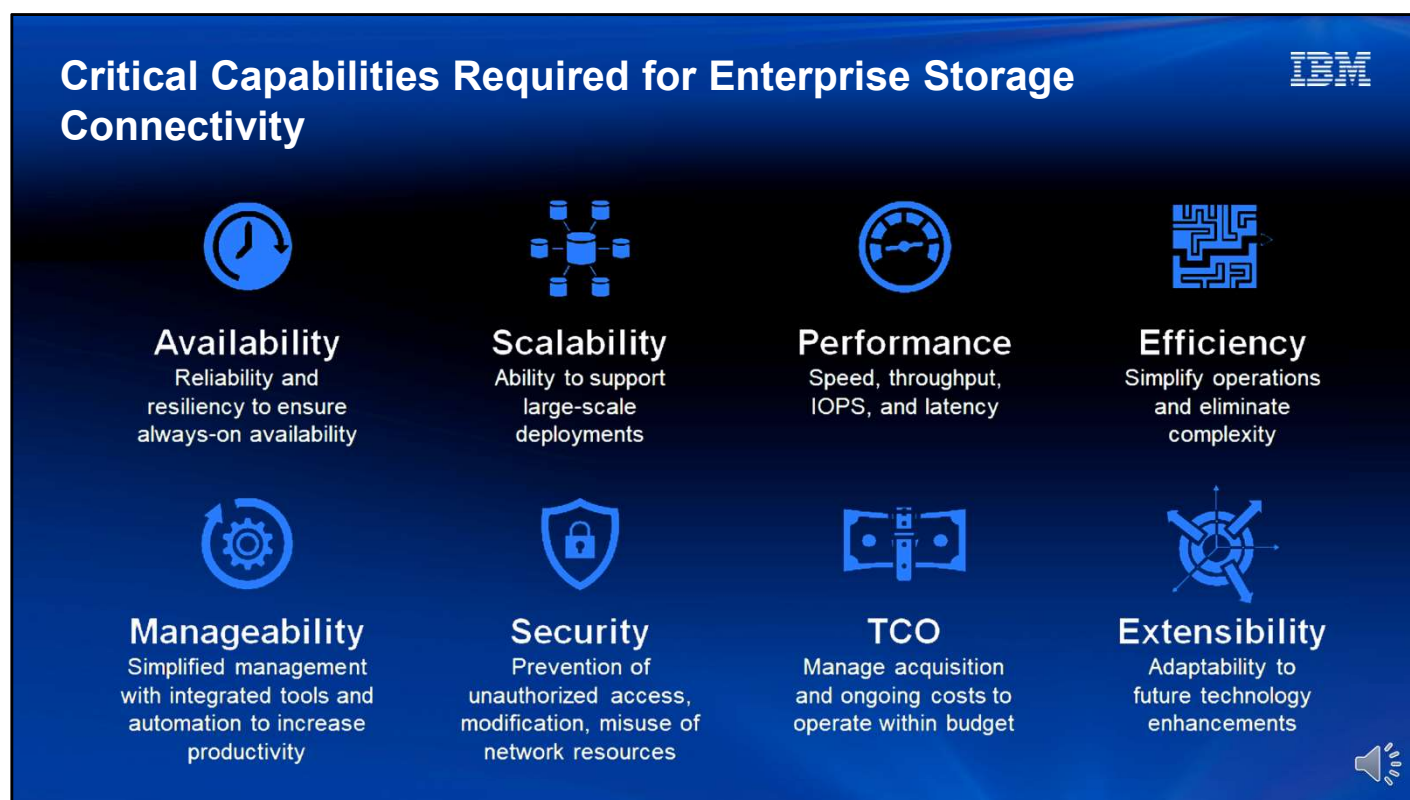 Critical Capabilities Required for Enterprise Storage
Connectivity
IBM
Availability
Reliability and
resiliency to ensure
always-on availability
Scalability
Ability to support
large-scale
deployments
Performance
Speed, throughput,
IOPS, and latency
Efficiency
Simplify operations
and eliminate
complexity
Manageability
Simplified management
with integrated tools and
automation to increase
productivity
Security
Prevention of
unauthorized access,
modification, misuse of
network resources
TCO
Manage acquisition
and ongoing costs to
operate within budget
Extensibility
Adaptability to
future technology
enhancements